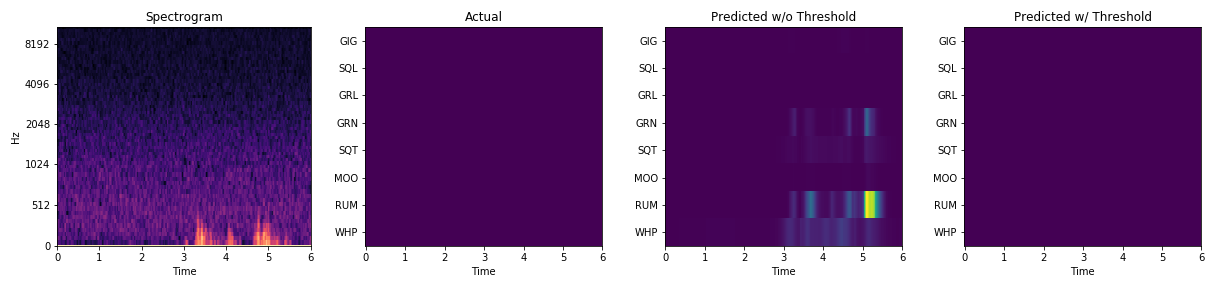 Spectrogram
8192
4096
2048
1024
512
0
Hz
0 1 2 3 4 5 6
Time
Actual
GIG
SQL
GRL
GRN
SQT
MOO
RUM
WHP
0 1 2 3 4 5 6
Time
Predicted w/o Threshold
GIG
SQL
GRL
GRN
SQT
MOO
RUM
WHP
0 1 2 3 4 5 6
Time
Predicted w/ Threshold
GIG
SQL
GRL
GRN
SQT
MOO
RUM
WHP
0 1 2 3 4 5 6
Time